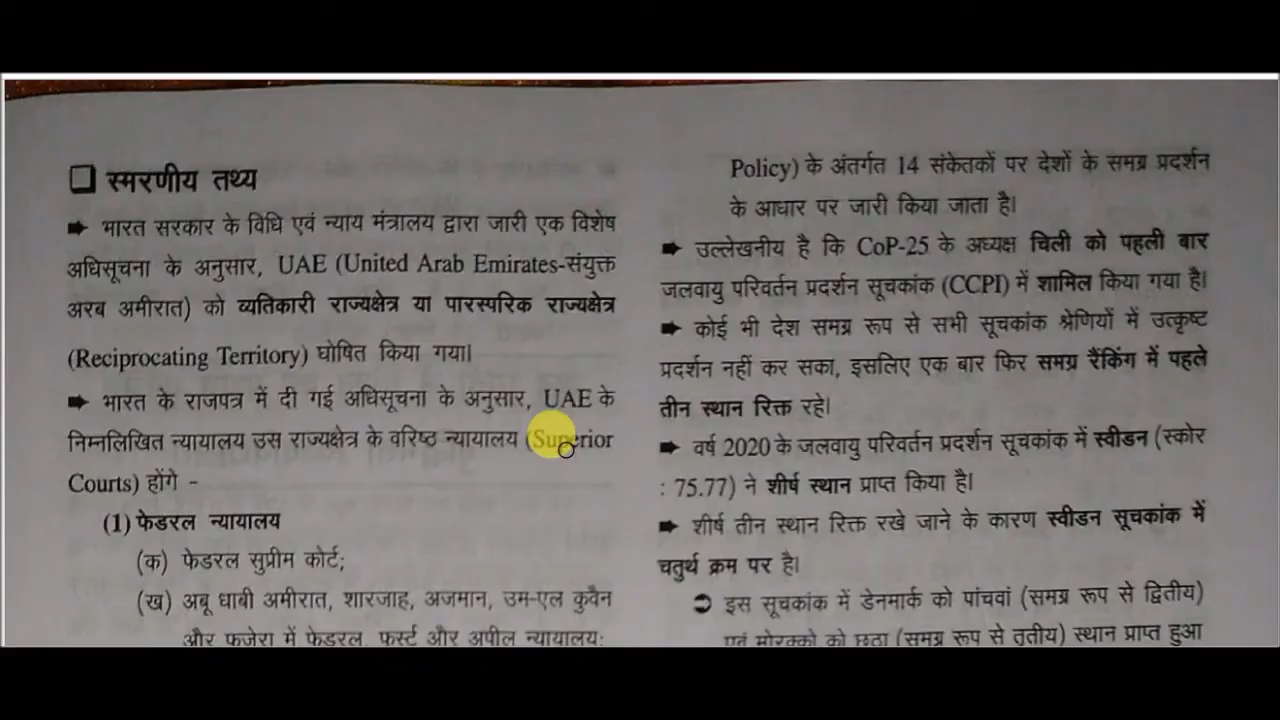 ❑ स्मरणीय तथ्य
➨ भारत सरकार के विधि एवं न्याय मंत्रालय द्वारा जारी एक विशेष
अधिसूचना के अनुसार, UAE (United Arab Emirates-संयुक्त
अरब अमीरात) को व्यतिकारी राज्यक्षेत्र या पारस्परिक राज्यक्षेत्र
(Reciprocating Territory) घोषित किया गया।
➨ भारत के राजपत्र में दी गई अधिसूचना के अनुसार, UAE के
निम्नलिखित न्यायालय उस राज्यक्षेत्र के वरिष्ठ न्यायालय (Superior
Courts) होंगे -
(1) फेडरल न्यायालय
(क) फेडरल सुप्रीम कोर्ट;
(ख) अबू धाबी अमीरात, शारजाह, अजमान, उम-एल कुवैन
और फुजेरा में फेडरल, फर्स्ट और अपील न्यायालय;
Policy) के अंतर्गत 14 संकेतकों पर देशों के समग्र प्रदर्शन
के आधार पर जारी किया जाता है।
➨ उल्लेखनीय है कि CoP-25 के अध्यक्ष चिली को पहली बार
जलवायु परिवर्तन प्रदर्शन सूचकांक (CCPI) में शामिल किया गया है।
➨ कोई भी देश समग्र रूप से सभी सूचकांक श्रेणियों में उत्कृष्ट
प्रदर्शन नहीं कर सका, इसलिए एक बार फिर समग्र रैंकिंग में पहले
तीन स्थान रिक्त रहे।
➨ वर्ष 2020 के जलवायु परिवर्तन प्रदर्शन सूचकांक में स्वीडन (स्कोर
: 75.77) ने शीर्ष स्थान प्राप्त किया है।
➨ शीर्ष तीन स्थान रिक्त रखे जाने के कारण स्वीडन सूचकांक में
चतुर्थ क्रम पर है।
➲ इस सूचकांक में डेनमार्क को पांचवां (समग्र रूप से द्वितीय)
एवं मोरक्को को छठा (समग्र रूप से तृतीय) स्थान प्राप्त हुआ